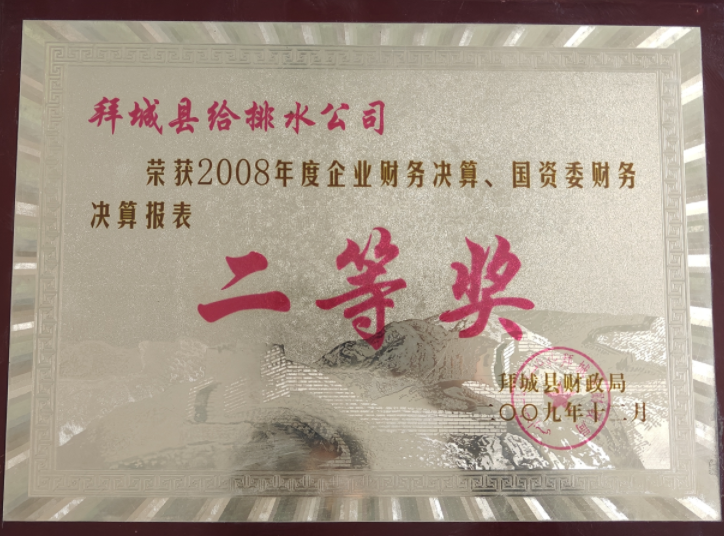 拜城县给排水公司
荣获2008年度企业财务决算、国资委财务
决算报表
二等奖
拜城县财政局
二〇〇九年十二月